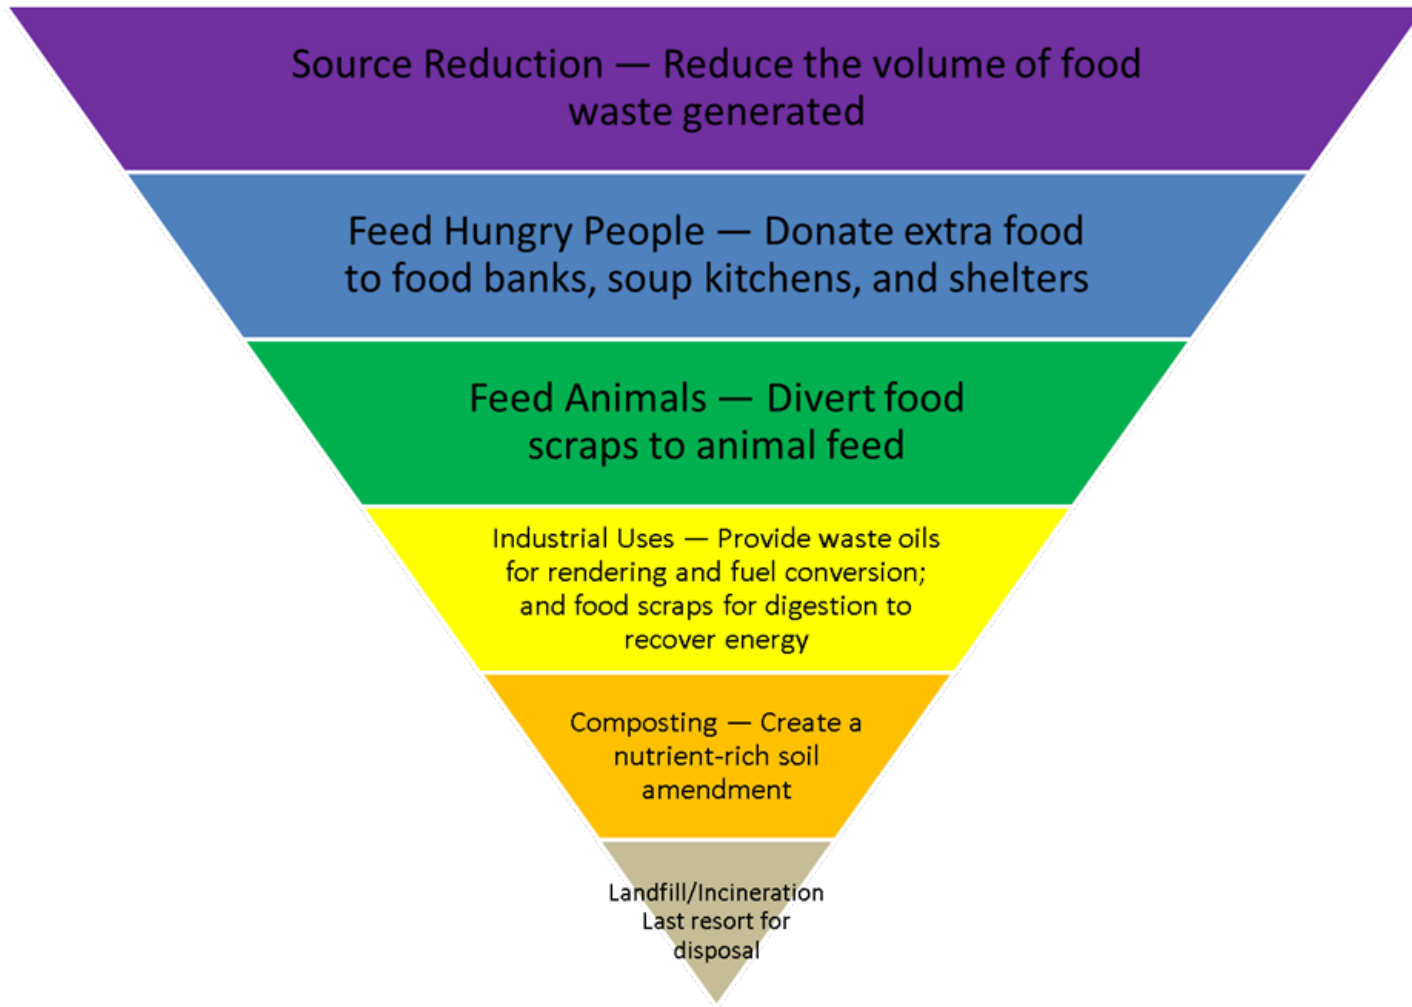 Source Reduction — Reduce the volume of food
waste generated
Feed Hungry People — Donate extra food
to food banks, soup kitchens, and shelters
Feed Animals — Divert food
scraps to animal feed
Industrial Uses — Provide waste oils
for rendering and fuel conversion;
and food scraps for digestion to
recover energy
Composting — Create a
nutrient-rich soil
amendment
Landfill/Incineration
Last resort for
disposal